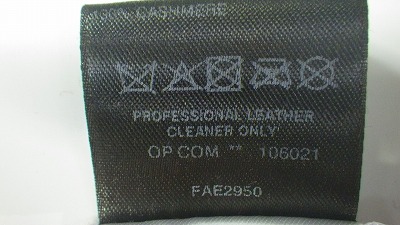 CASHMERE
PROFESSIONAL LEATHER
CLEANER ONLY
OP COM ** 106021
FAE2950